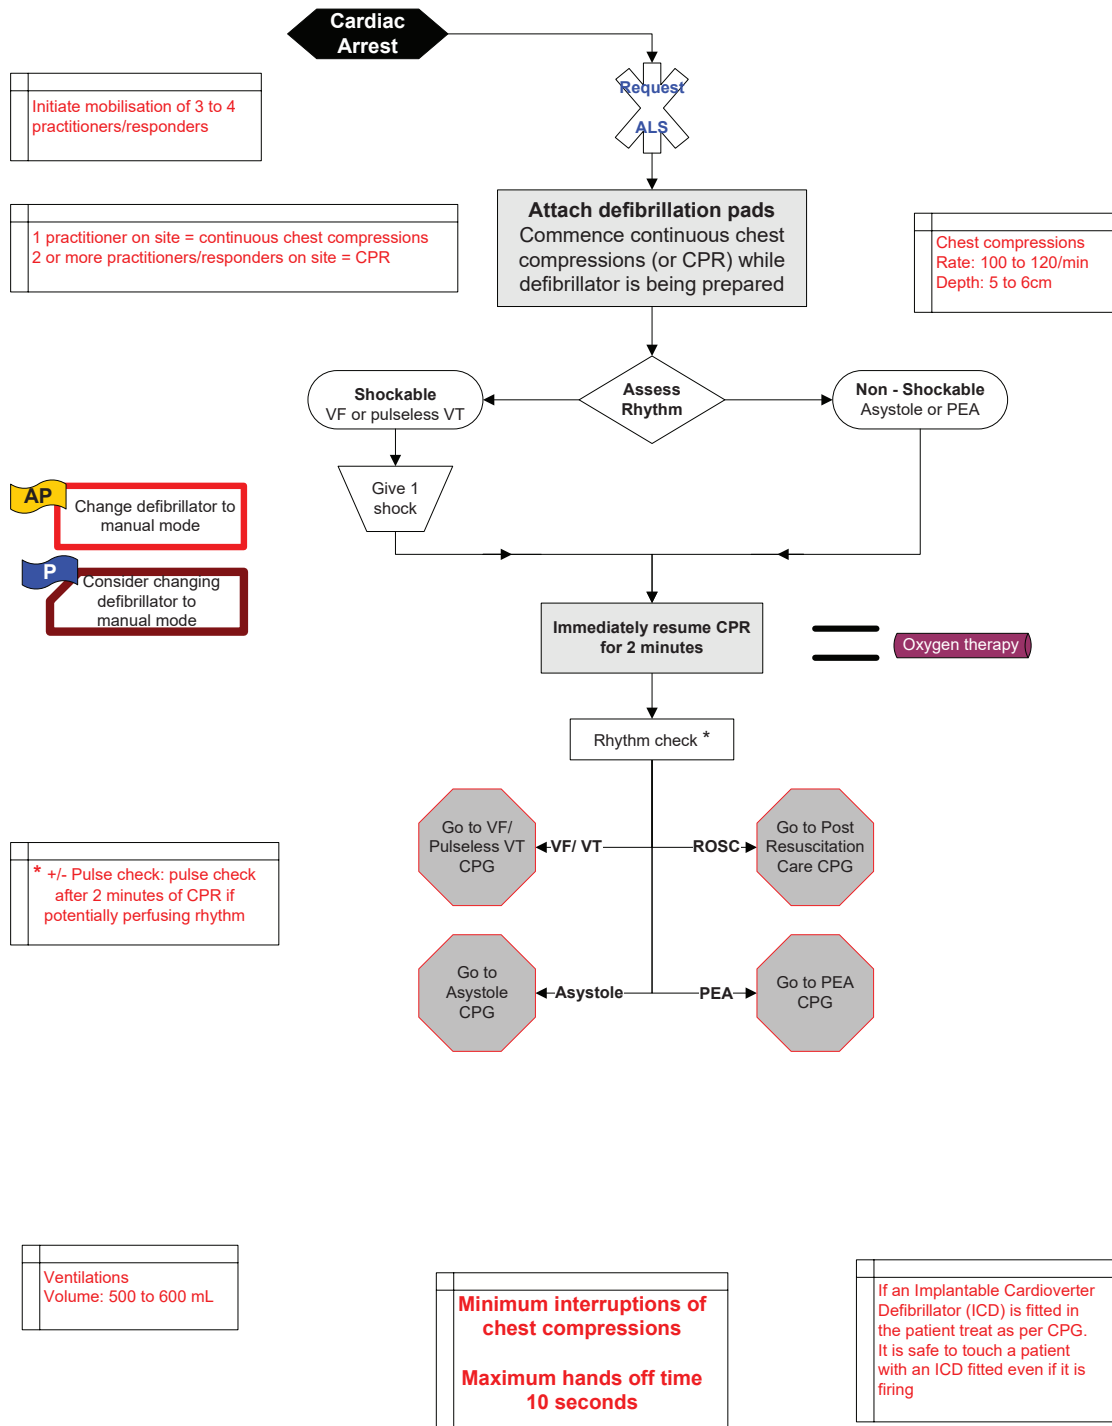 Cardiac
Arrest
Request
ALS
Initiate mobilisation of 3 to 4
practitioners/responders
Attach defibrillation pads
Commence continuous chest
compressions (or CPR) while
defibrillator is being prepared
1 practitioner on site = continuous chest compressions
2 or more practitioners/responders on site = CPR
Chest compressions
Rate: 100 to 120/min
Depth: 5 to 6cm
Assess
Rhythm
Shockable
VF or pulseless VT
Non - Shockable
Asystole or PEA
Give 1
shock
AP
Change defibrillator to
manual mode
P
Consider changing
defibrillator to
manual mode
Immediately resume CPR
for 2 minutes
Oxygen therapy
Rhythm check *
Go to VF/
Pulseless VT
CPG
VF/ VT
ROSC
Go to Post
Resuscitation
Care CPG
* +/- Pulse check: pulse check
after 2 minutes of CPR if
potentially perfusing rhythm
Go to
Asystole
CPG
Asystole
PEA
Go to PEA
CPG
Ventilations
Volume: 500 to 600 mL
Minimum interruptions of
chest compressions
Maximum hands off time
10 seconds
If an Implantable Cardioverter
Defibrillator (ICD) is fitted in
the patient treat as per CPG.
It is safe to touch a patient
with an ICD fitted even if it is
firing